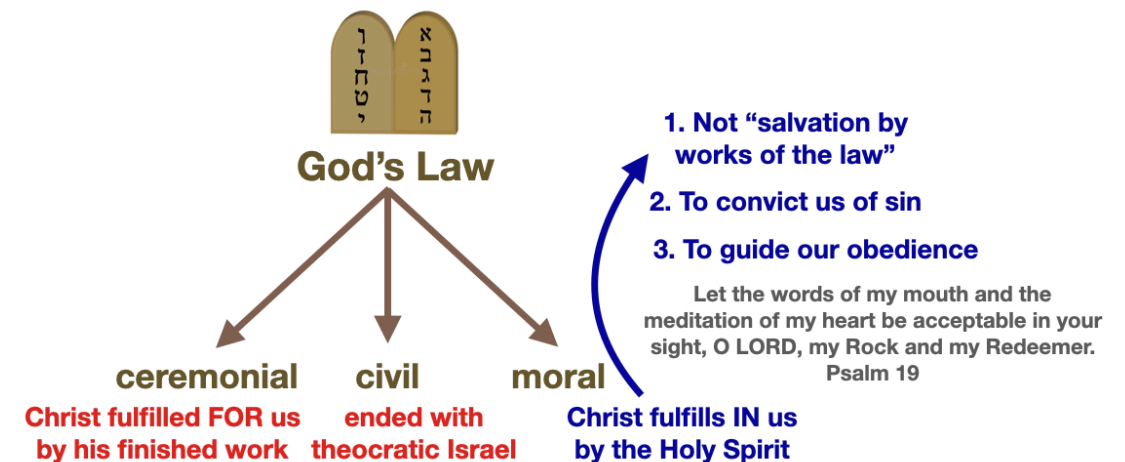 א
ב
ג
ד
ה
ו
ז
ח
ט
י
God’s Law
ceremonial
Christ fulfilled FOR us
by his finished work
civil
ended with
theocratic Israel
moral
Christ fulfills IN us
by the Holy Spirit
1. Not “salvation by
works of the law”
2. To convict us of sin
3. To guide our obedience
Let the words of my mouth and the
meditation of my heart be acceptable in your
sight, O LORD, my Rock and my Redeemer.
Psalm 19